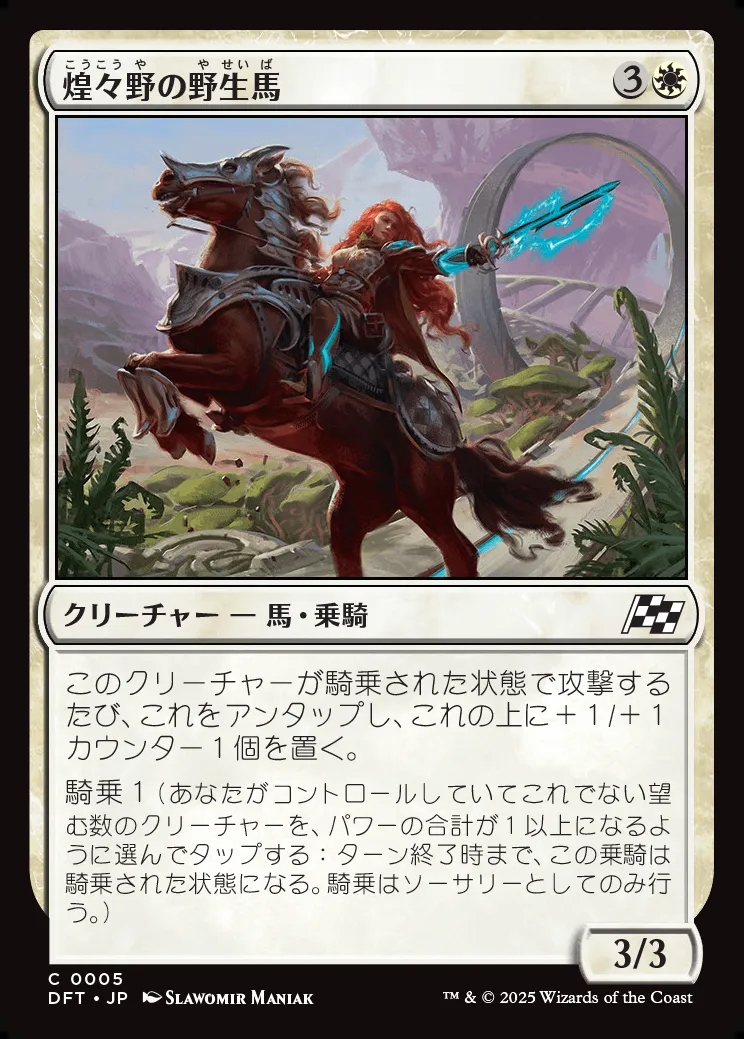 こうこう や や せい ば
煌々野の野生馬 3
クリーチャー — 馬・乗騎
このクリーチャーが騎乗された状態で攻撃する
たび、これをアンタップし、これの上に＋１/＋１
カウンター１個を置く。
騎乗１（あなたがコントロールしていてこれでない望
む数のクリーチャーを、パワーの合計が１以上になるよ
うに選んでタップする：ターン終了時まで、この乗騎は
騎乗された状態になる。騎乗はソーサリーとしてのみ行
う。）
3/3
C 0005
DFT • JP SLAWOMIR MANIAK
™ & © 2025 Wizards of the Coast